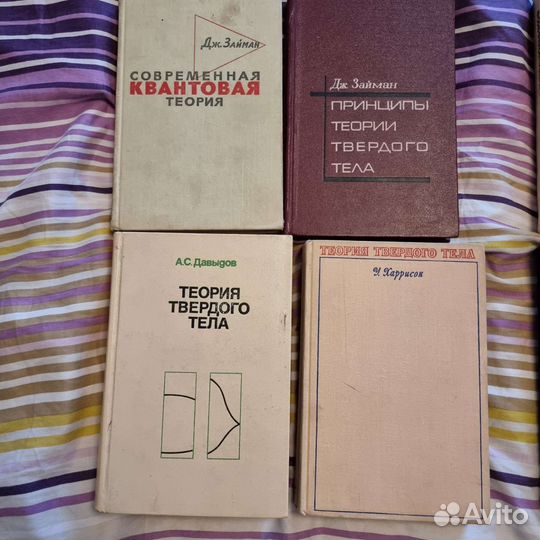 Дж. Займан
СОВРЕМЕННАЯ
КВАНТОВАЯ
ТЕОРИЯ
Дж Займан
ПРИНЦИПЫ
ТЕОРИИ
ТВЕРДОГО
ТЕЛА
А.С. Давыдов
ТЕОРИЯ
ТВЕРДОГО
ТЕЛА
ТЕОРИЯ ТВЕРДОГО ТЕЛА
У. Харрисон
Avito